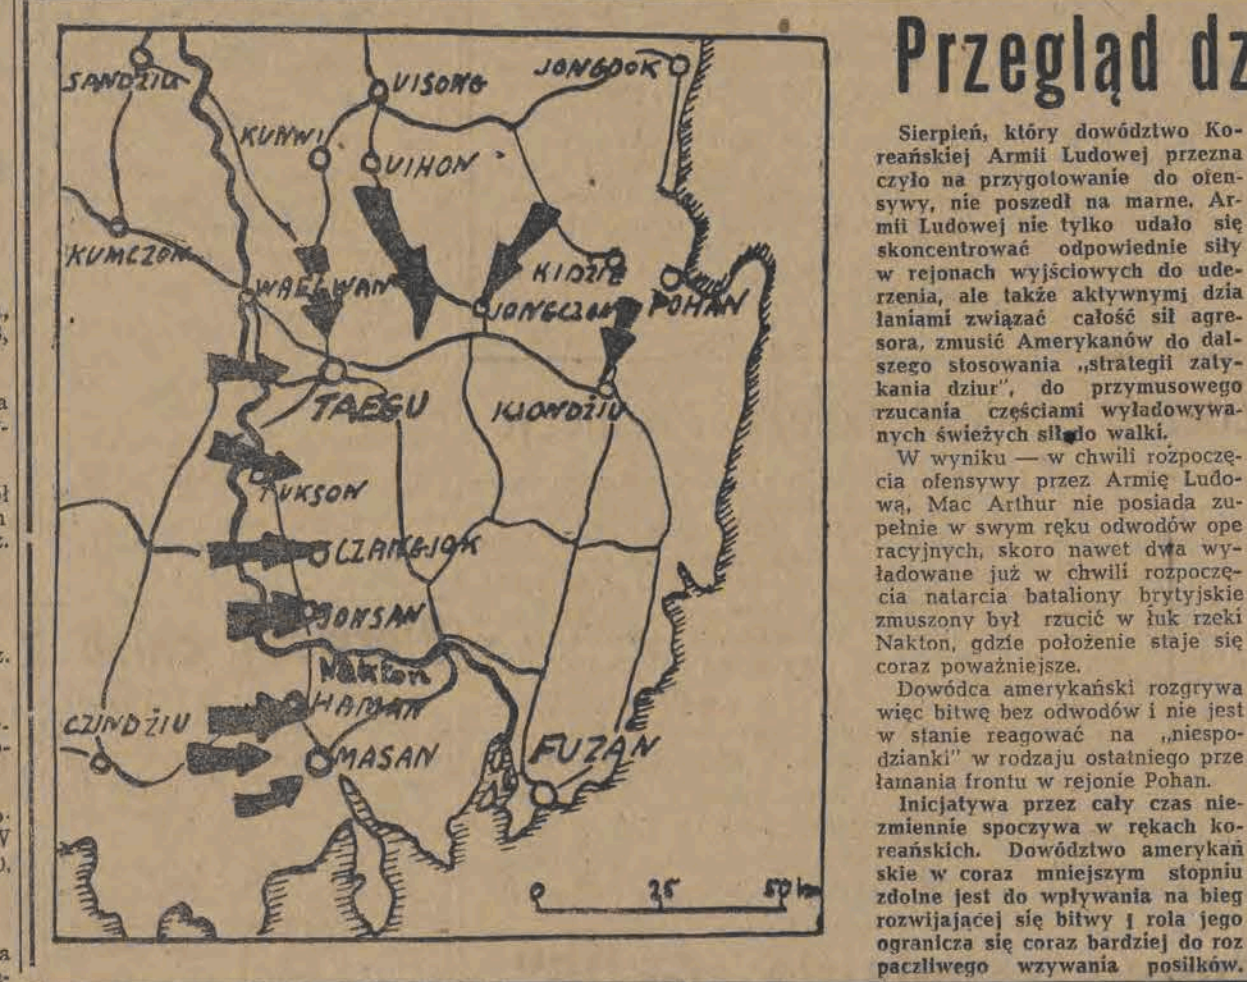 SANDZIU
VISONG
JONGDOK
KUNWI
VIHON
KUMCZON
WAEGWAN
KIDZIE
JONGCZON
POHAN
TAEGU
KIONDŻIU
TUKSON
CZANGJOK
JONSAN
Nakton
HAMAN
CZINDŻIU
MASAN
FUZAN
0 25 50 km
Przegląd dz
Sierpień, który dowództwo Ko-
reańskiej Armii Ludowej przezna
czyło na przygotowanie do ofen-
sywy, nie poszedł na marne. Ar-
mii Ludowej nie tylko udało się
skoncentrować odpowiednie siły
w rejonach wyjściowych do ude-
rzenia, ale także aktywnymi dzia
łaniami związać całość sił agre-
sora, zmusić Amerykanów do dal-
szego stosowania „strategii zaty-
kania dziur", do przymusowego
rzucania częściami wyładowywa-
nych świeżych sił do walki.
W wyniku — w chwili rozpoczę-
cia ofensywy przez Armię Ludo-
wą, Mac Arthur nie posiada zu-
pełnie w swym ręku odwodów ope
racyjnych, skoro nawet dwa wy-
ładowane już w chwili rozpoczę-
cia natarcia bataliony brytyjskie
zmuszony był rzucić w łuk rzeki
Nakton, gdzie położenie staje się
coraz poważniejsze.
Dowódca amerykański rozgrywa
więc bitwę bez odwodów i nie jest
w stanie reagować na „niespo-
dzianki" w rodzaju ostatniego prze
łamania frontu w rejonie Pohan.
Inicjatywa przez cały czas nie-
zmiennie spoczywa w rękach ko-
reańskich. Dowództwo amerykań
skie w coraz mniejszym stopniu
zdolne jest do wpływania na bieg
rozwijającej się bitwy i rola jego
ogranicza się coraz bardziej do roz
paczliwego wzywania posiłków.